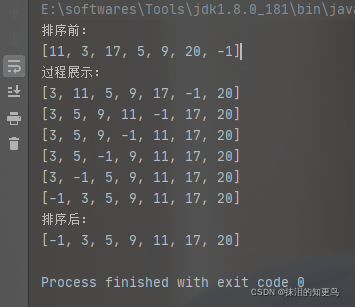 E:\softwares\Tools\jdk1.8.0_181\bin\java
排序前:
[11, 3, 17, 5, 9, 20, -1]
过程展示:
[3, 11, 5, 9, 17, -1, 20]
[3, 5, 9, 11, -1, 17, 20]
[3, 5, 9, -1, 11, 17, 20]
[3, 5, -1, 9, 11, 17, 20]
[3, -1, 5, 9, 11, 17, 20]
[-1, 3, 5, 9, 11, 17, 20]
排序后:
[-1, 3, 5, 9, 11, 17, 20]
Process finished with exit code 0
CSDN @抹泪的知更鸟